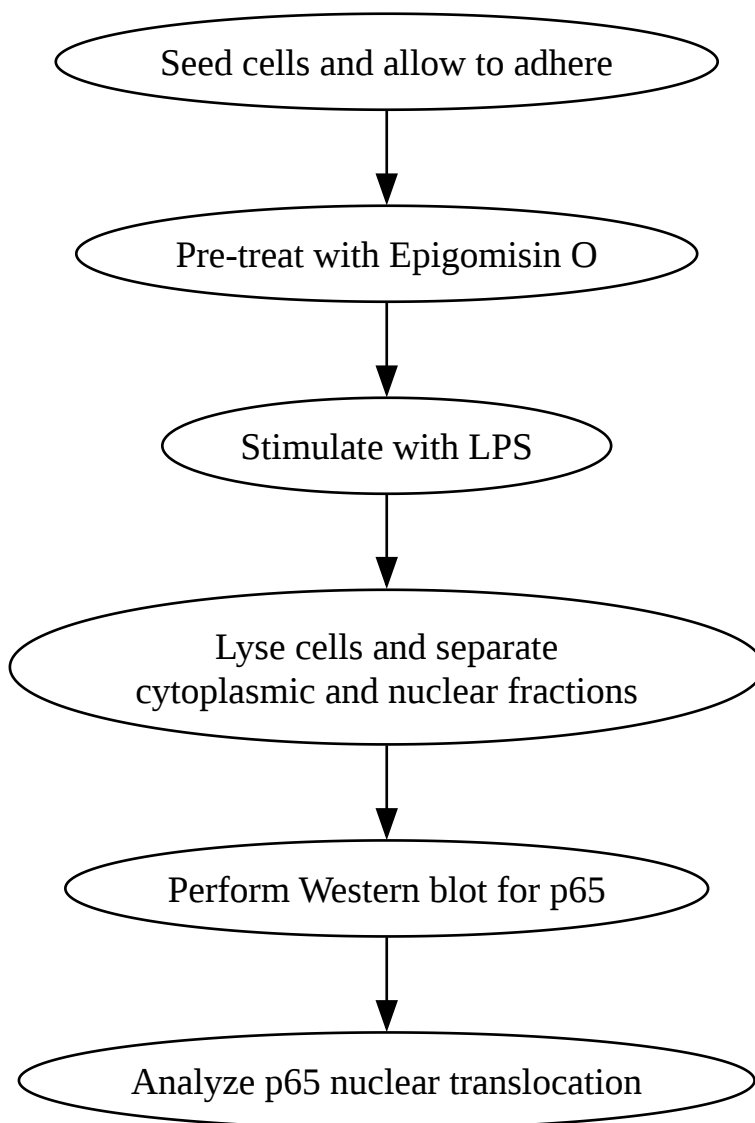 Seed cells and allow to adhere
Pre-treat with Epigomisin O
Stimulate with LPS
Lyse cells and separate
cytoplasmic and nuclear fractions
Perform Western blot for p65
Analyze p65 nuclear translocation